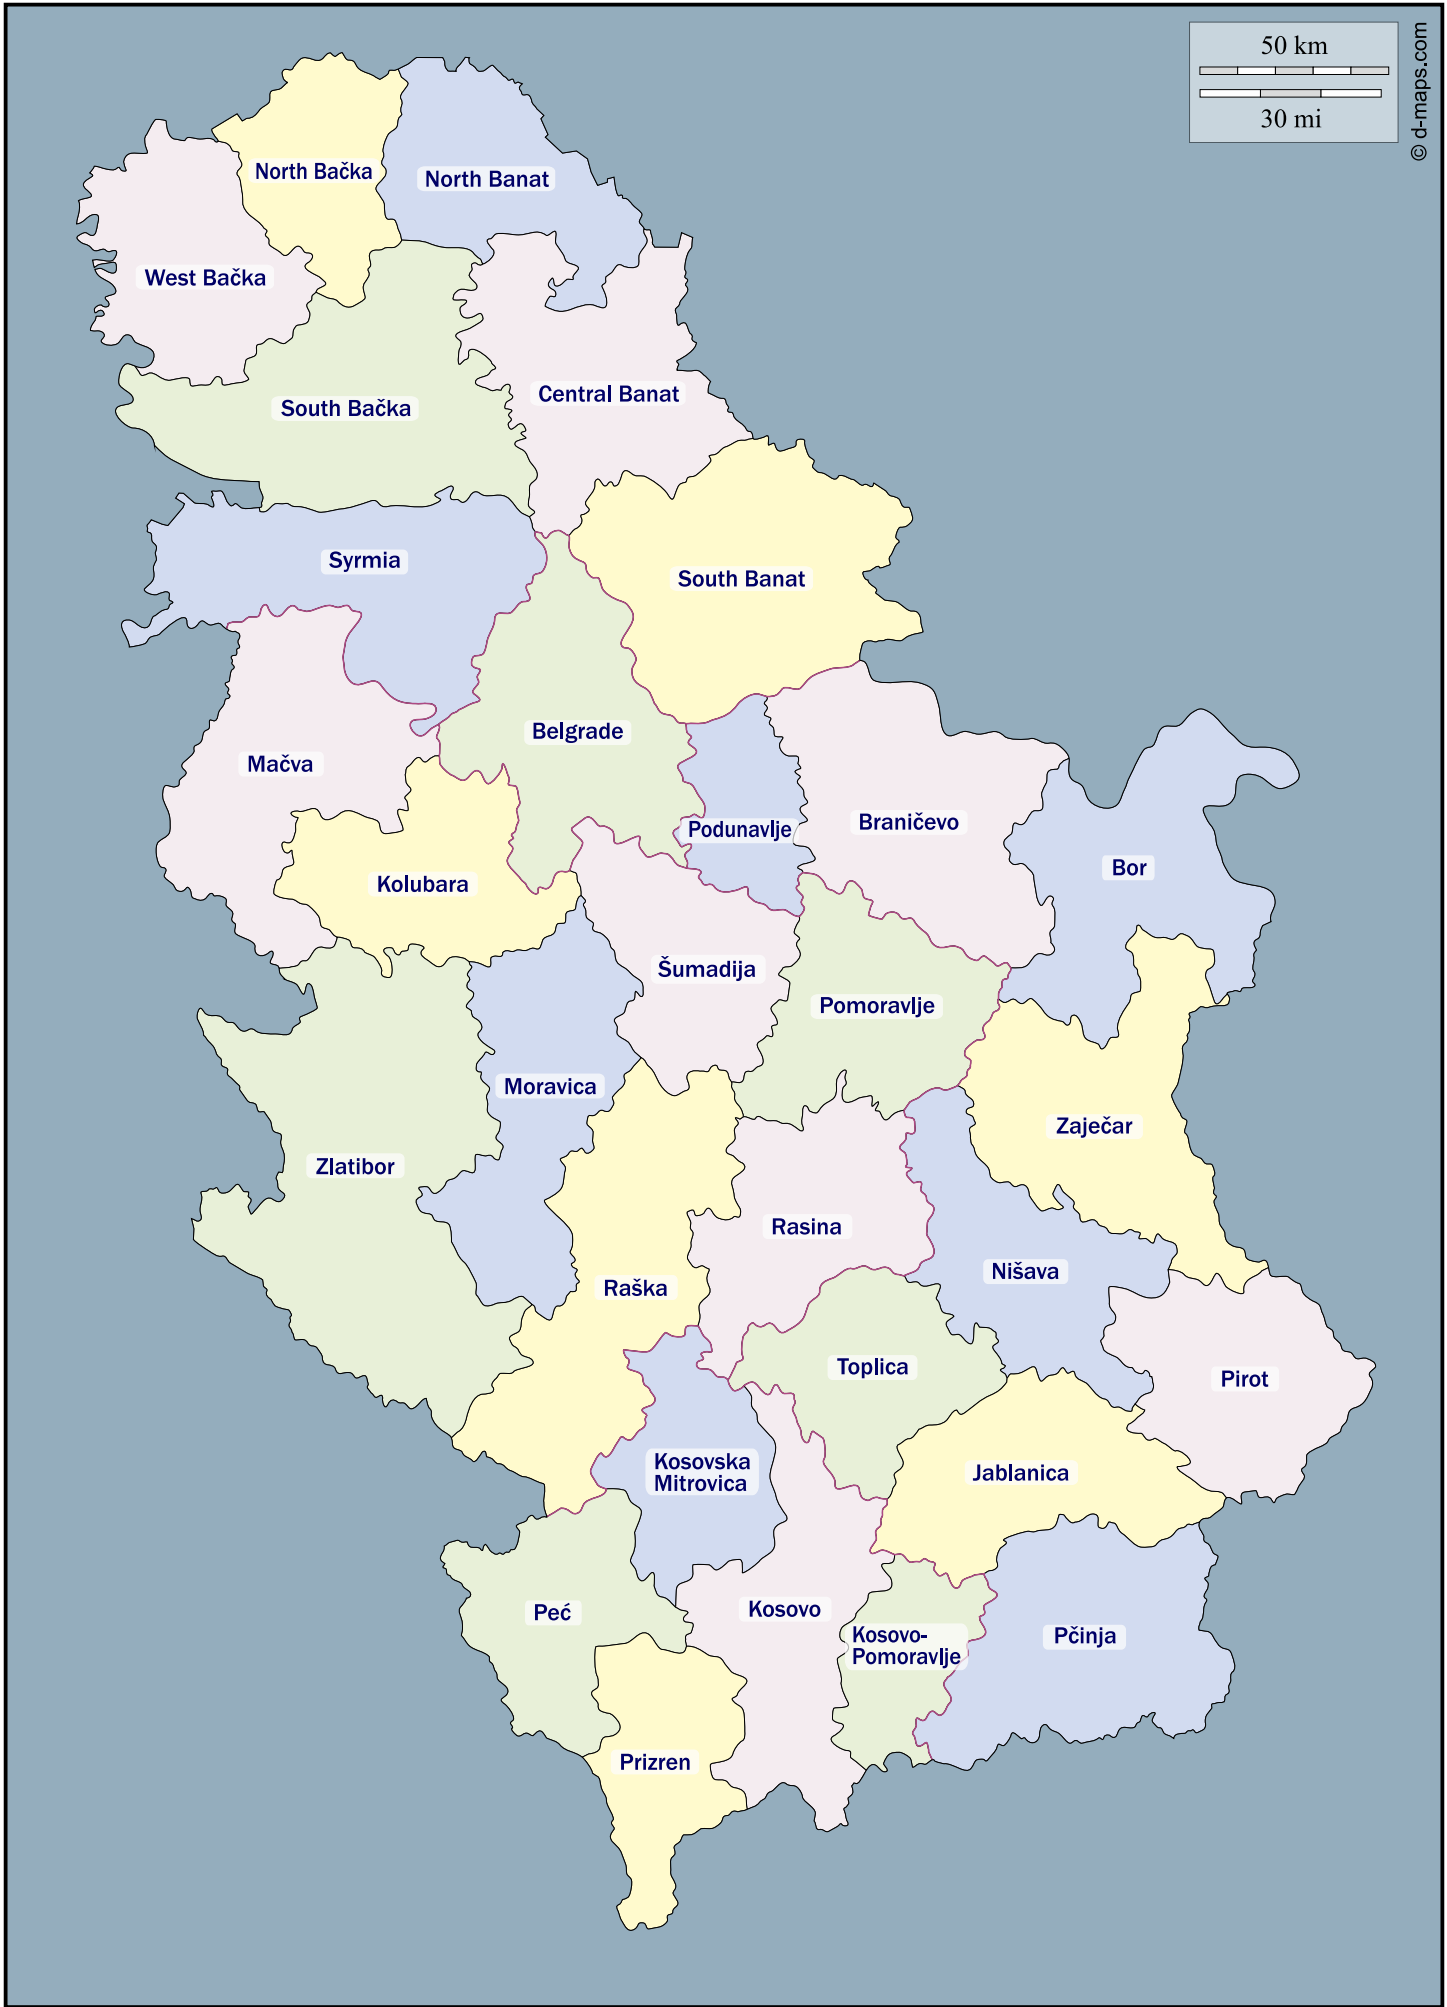 50 km
30 mi
© d-maps.com
North Bačka
North Banat
West Bačka
Central Banat
South Bačka
Syrmia
South Banat
Belgrade
Mačva
Podunavlje
Braničevo
Bor
Kolubara
Šumadija
Pomoravlje
Moravica
Zaječar
Zlatibor
Rasina
Nišava
Raška
Toplica
Pirot
Kosovska
Mitrovica
Jablanica
Peć
Kosovo
Kosovo-
Pomoravlje
Pčinja
Prizren